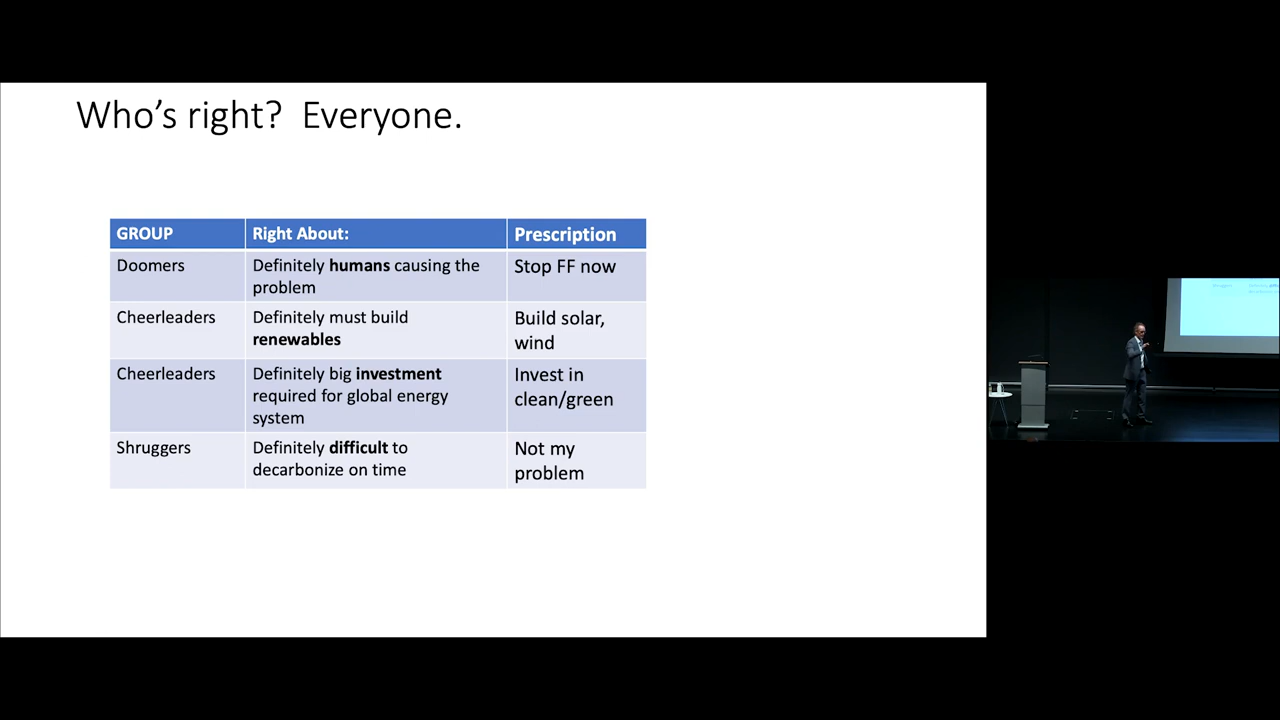 Who's right?  Everyone.
GROUP Right About: Prescription
Doomers Definitely humans causing the problem Stop FF now
Cheerleaders Definitely must build renewables Build solar, wind
Cheerleaders Definitely big investment required for global energy system Invest in clean/green
Shruggers Definitely difficult to decarbonize on time Not my problem